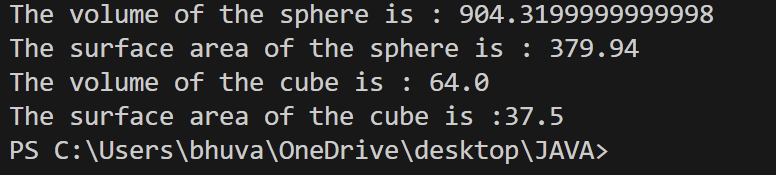 The volume of the sphere is : 904.3199999999998
The surface area of the sphere is : 379.94
The volume of the cube is : 64.0
The surface area of the cube is :37.5
PS C:\Users\bhuva\OneDrive\desktop\JAVA>